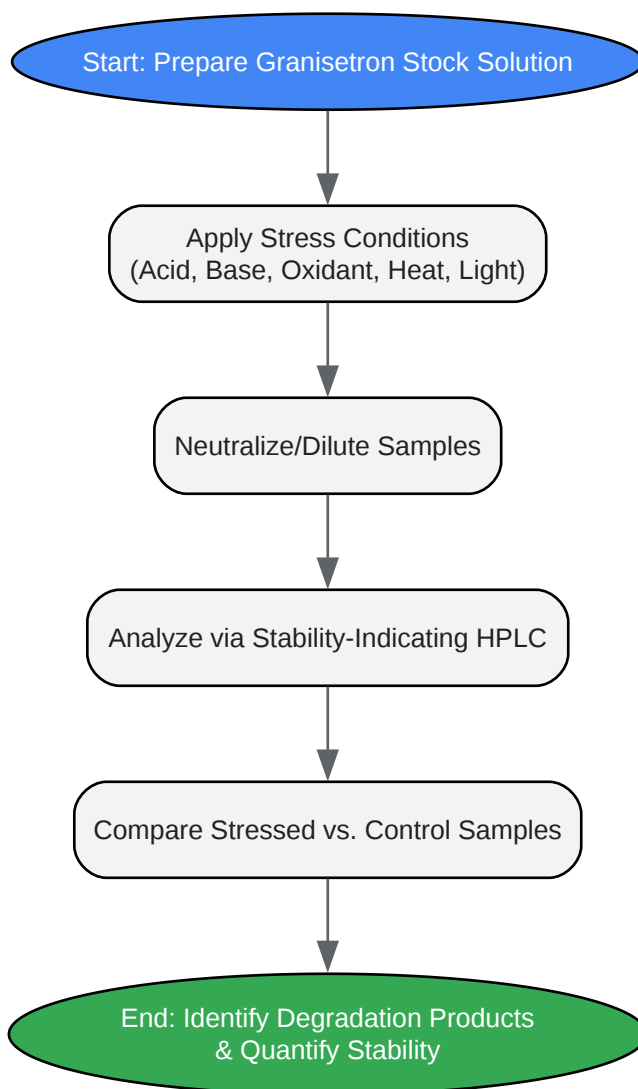 Start: Prepare Granisetron Stock Solution
Apply Stress Conditions
(Acid, Base, Oxidant, Heat, Light)
Neutralize/Dilute Samples
Analyze via Stability-Indicating HPLC
Compare Stressed vs. Control Samples
End: Identify Degradation Products
& Quantify Stability